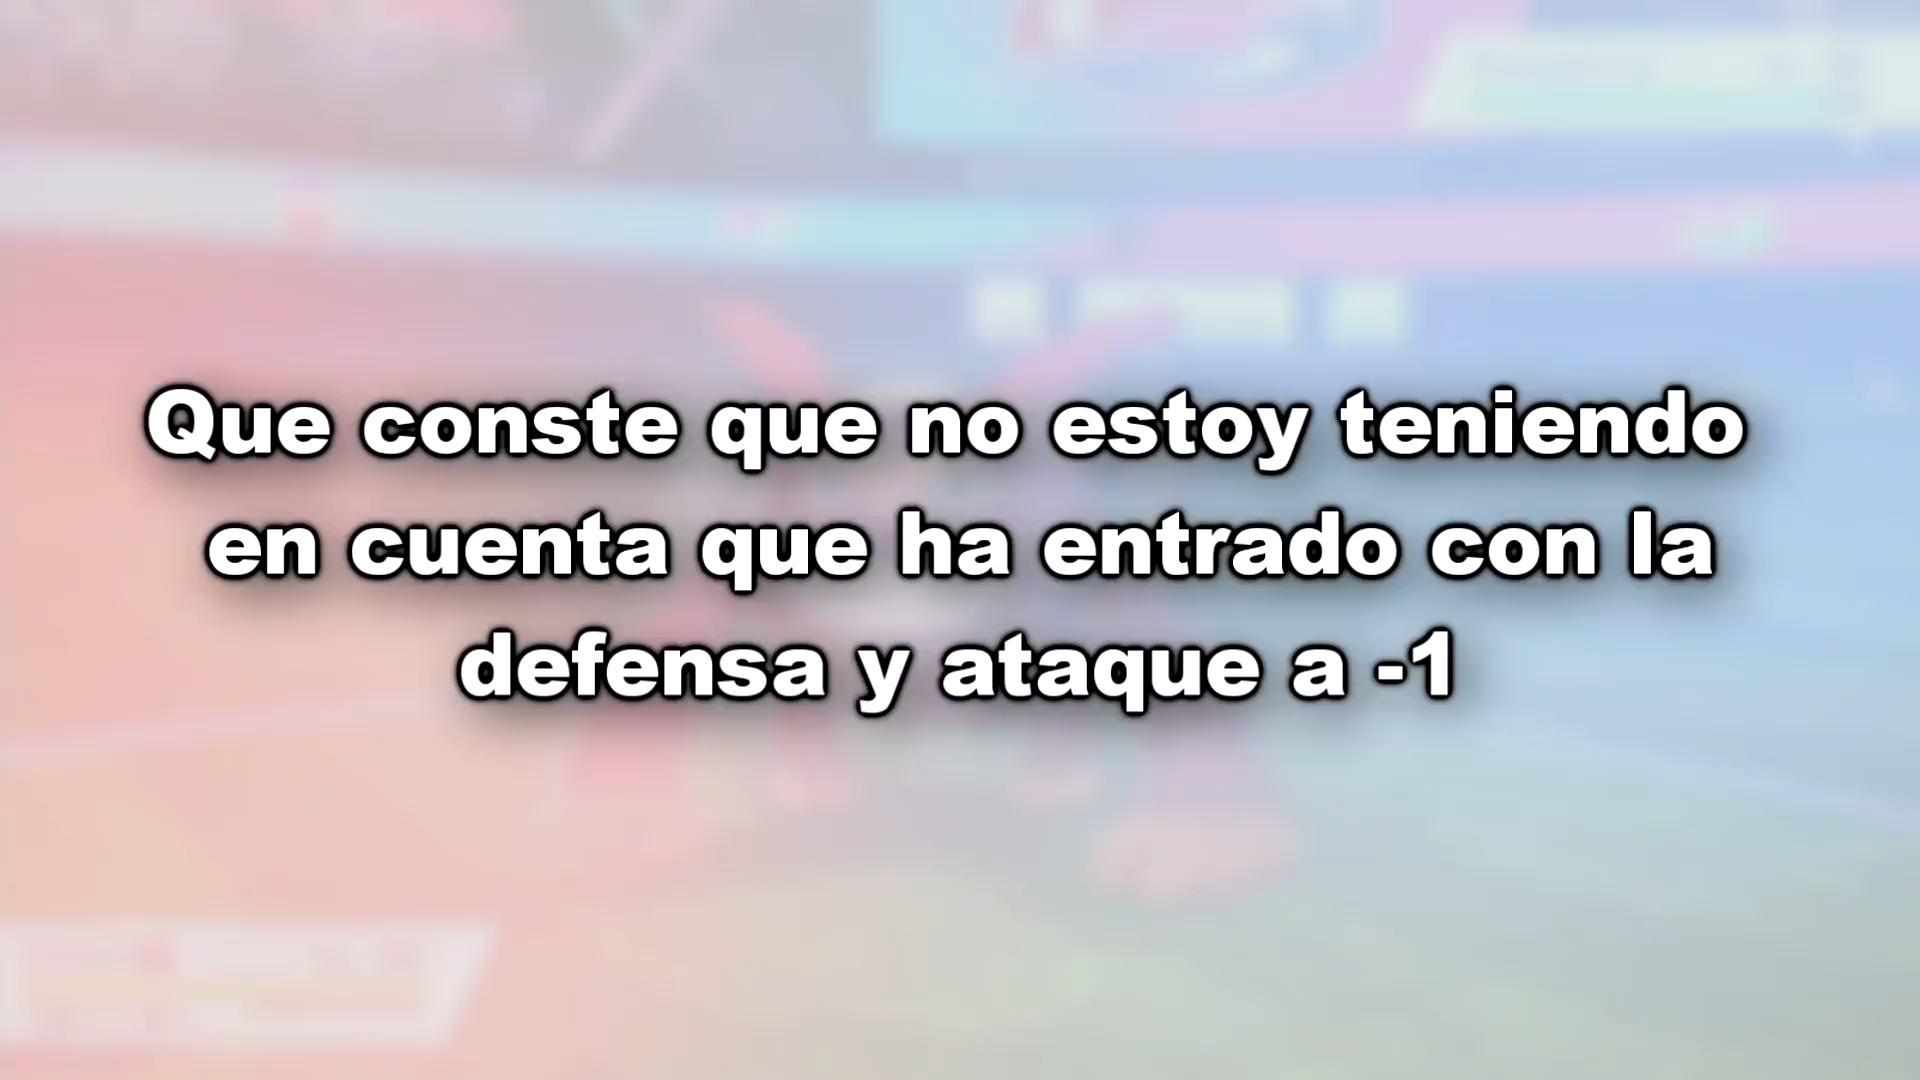 Que conste que no estoy teniendo
en cuenta que ha entrado con la
defensa y ataque a -1